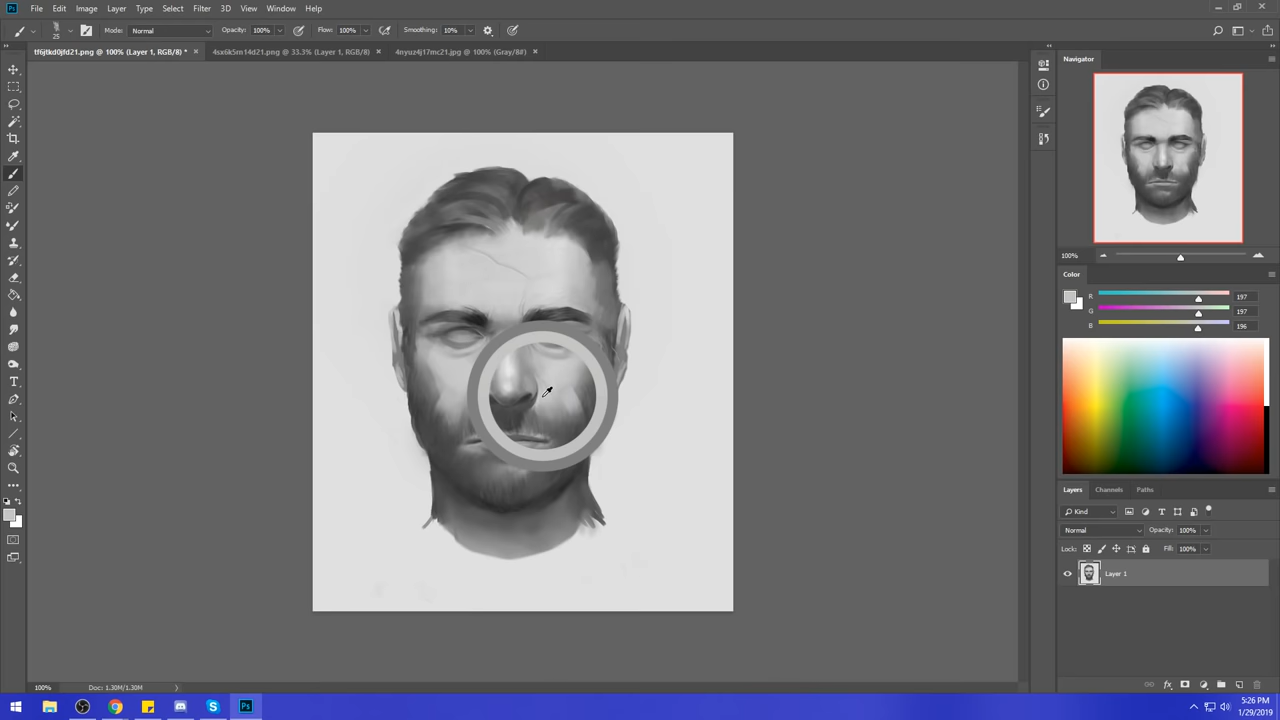 Ps File Edit Image Layer Type Select Filter 3D View Window Help
25 Mode: Normal Opacity: 100% Flow: 100% Smoothing: 10%
tf6jtkd0jfd21.png @ 100% (Layer 1, RGB/8) * × 4sx6k5rn14d21.png @ 33.3% (Layer 1, RGB/8) × 4nyuz4j17mc21.jpg @ 100% (Gray/8#) ×
Navigator
100%
Color
R 197
G 197
B 196
Layers Channels Paths
Kind
Normal Opacity: 100%
Lock: Fill: 100%
Layer 1
100% Doc: 1.30M/1.30M
Ps
5:26 PM
1/29/2019